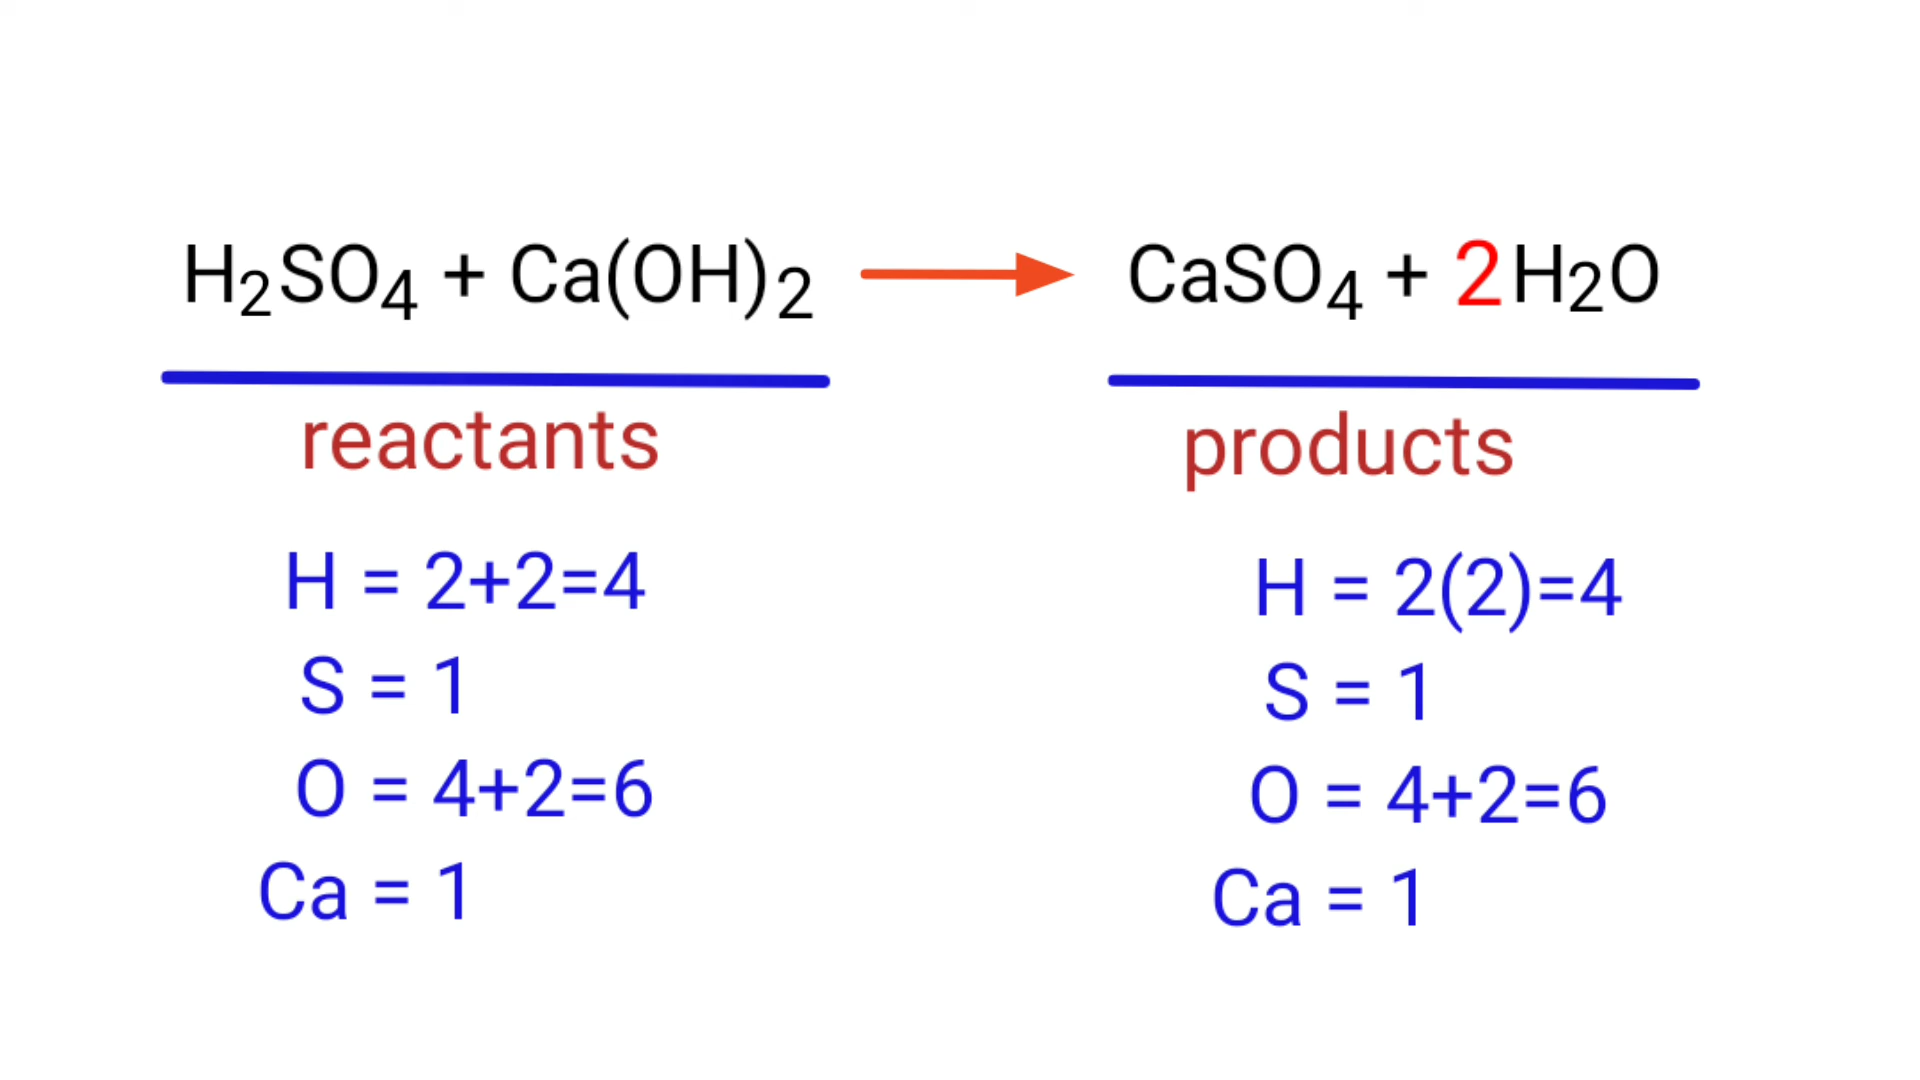 H₂SO₄ + Ca(OH)₂ → CaSO₄ + 2H₂O
reactants
products
H = 2+2=4
S = 1
O = 4+2=6
Ca = 1
H = 2(2)=4
S = 1
O = 4+2=6
Ca = 1